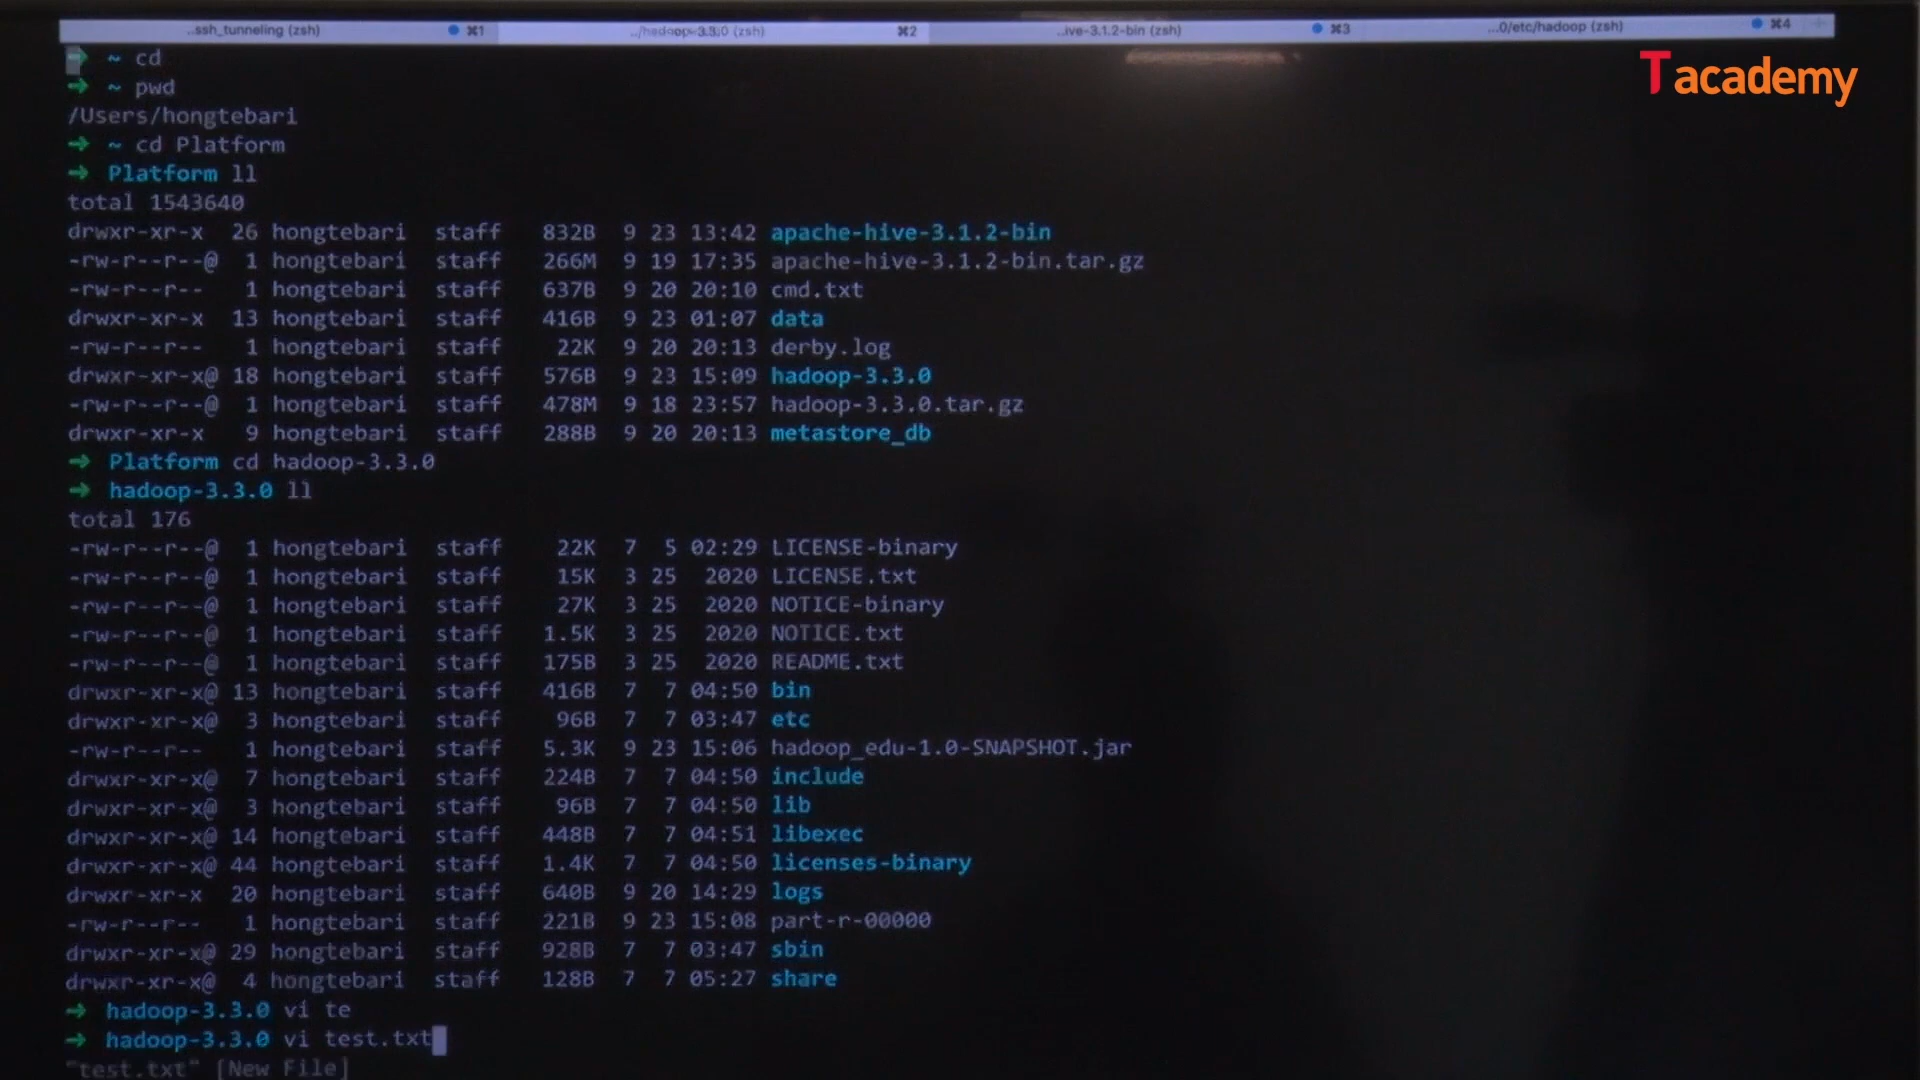 ..ssh_tunneling (zsh) ⌘1 ../hadoop-3.3.0 (zsh) ⌘2 ..ive-3.1.2-bin (zsh) ⌘3 ...0/etc/hadoop (zsh) ⌘4
T academy
➜ ~ cd
➜ ~ pwd
/Users/hongtebari
➜ ~ cd Platform
➜ Platform ll
total 1543640
drwxr-xr-x 26 hongtebari staff 832B 9 23 13:42 apache-hive-3.1.2-bin
-rw-r--r--@ 1 hongtebari staff 266M 9 19 17:35 apache-hive-3.1.2-bin.tar.gz
-rw-r--r-- 1 hongtebari staff 637B 9 20 20:10 cmd.txt
drwxr-xr-x 13 hongtebari staff 416B 9 23 01:07 data
-rw-r--r-- 1 hongtebari staff 22K 9 20 20:13 derby.log
drwxr-xr-x@ 18 hongtebari staff 576B 9 23 15:09 hadoop-3.3.0
-rw-r--r--@ 1 hongtebari staff 478M 9 18 23:57 hadoop-3.3.0.tar.gz
drwxr-xr-x 9 hongtebari staff 288B 9 20 20:13 metastore_db
➜ Platform cd hadoop-3.3.0
➜ hadoop-3.3.0 ll
total 176
-rw-r--r--@ 1 hongtebari staff 22K 7 5 02:29 LICENSE-binary
-rw-r--r--@ 1 hongtebari staff 15K 3 25 2020 LICENSE.txt
-rw-r--r--@ 1 hongtebari staff 27K 3 25 2020 NOTICE-binary
-rw-r--r--@ 1 hongtebari staff 1.5K 3 25 2020 NOTICE.txt
-rw-r--r--@ 1 hongtebari staff 175B 3 25 2020 README.txt
drwxr-xr-x@ 13 hongtebari staff 416B 7 7 04:50 bin
drwxr-xr-x@ 3 hongtebari staff 96B 7 7 03:47 etc
-rw-r--r-- 1 hongtebari staff 5.3K 9 23 15:06 hadoop_edu-1.0-SNAPSHOT.jar
drwxr-xr-x@ 7 hongtebari staff 224B 7 7 04:50 include
drwxr-xr-x@ 3 hongtebari staff 96B 7 7 04:50 lib
drwxr-xr-x@ 14 hongtebari staff 448B 7 7 04:51 libexec
drwxr-xr-x@ 44 hongtebari staff 1.4K 7 7 04:50 licenses-binary
drwxr-xr-x 20 hongtebari staff 640B 9 20 14:29 logs
-rw-r--r-- 1 hongtebari staff 221B 9 23 15:08 part-r-00000
drwxr-xr-x@ 29 hongtebari staff 928B 7 7 03:47 sbin
drwxr-xr-x@ 4 hongtebari staff 128B 7 7 05:27 share
➜ hadoop-3.3.0 vi te
➜ hadoop-3.3.0 vi test.txt
"test.txt" [New File]